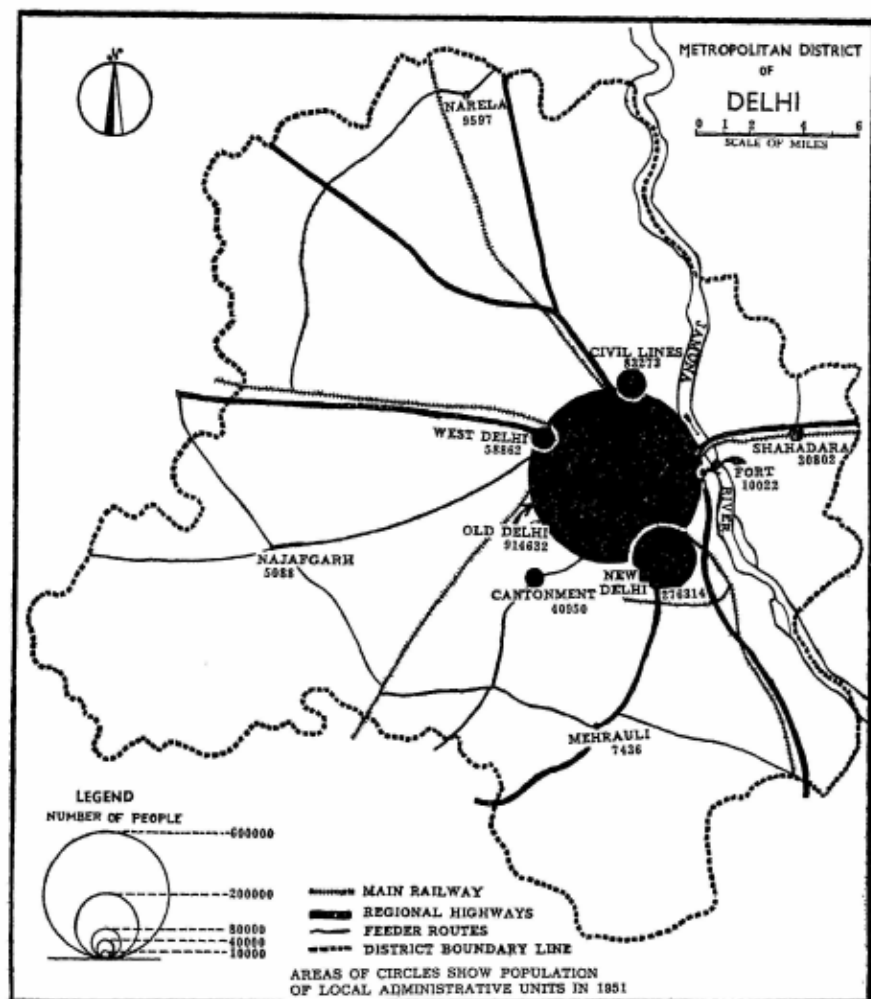 N
METROPOLITAN DISTRICT
OF
DELHI
0 1 2 4 6
SCALE OF MILES
NARELA
9597
CIVIL LINES
83273
JAMUNA
RIVER
WEST DELHI
58862
SHAHADARA
30802
FORT
10022
OLD DELHI
914632
NAJAFGARH
5088
CANTONMENT
40950
NEW
DELHI
276314
MEHRAULI
7436
LEGEND
NUMBER OF PEOPLE
600000
200000
80000
40000
10000
MAIN RAILWAY
REGIONAL HIGHWAYS
FEEDER ROUTES
DISTRICT BOUNDARY LINE
AREAS OF CIRCLES SHOW POPULATION
OF LOCAL ADMINISTRATIVE UNITS IN 1951